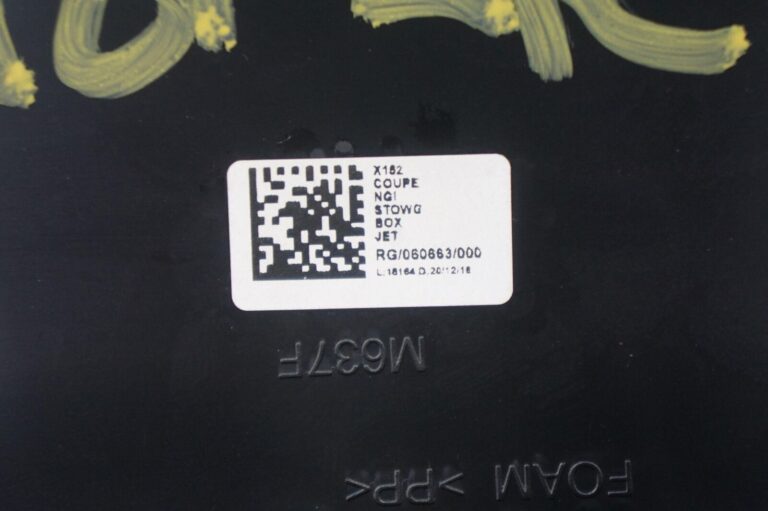 X152
COUPE
NGI
STOWG
BOX
JET
RG/060663/000
L.16164 D.20/12/16
M637F
FOAM >PP<